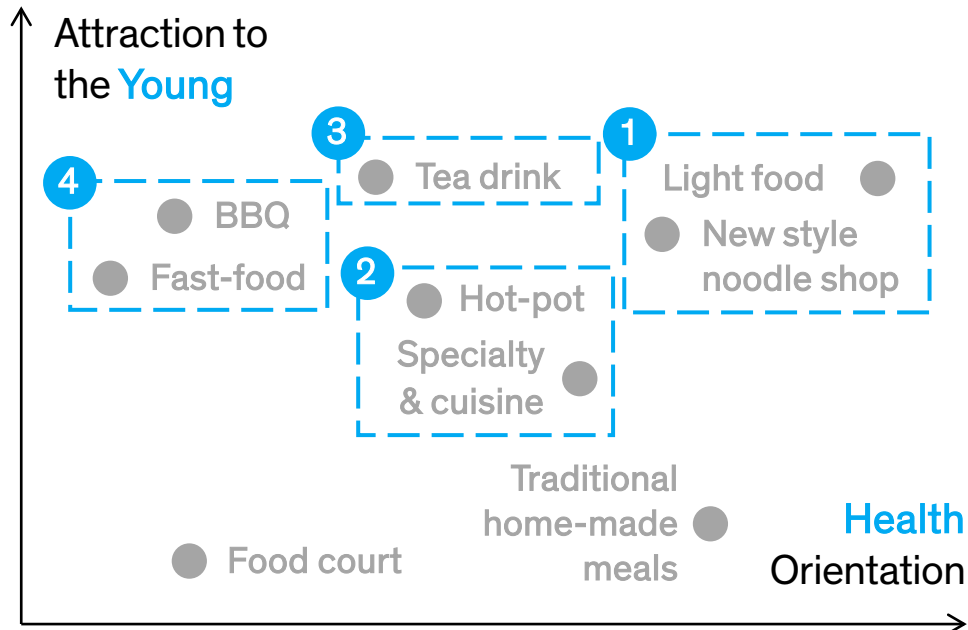 Attraction to
the Young
3
1
4
Tea drink
Light food
BBQ
New style
noodle shop
Fast-food
2
Hot-pot
Specialty
& cuisine
Traditional
home-made
meals
Health
Orientation
Food court